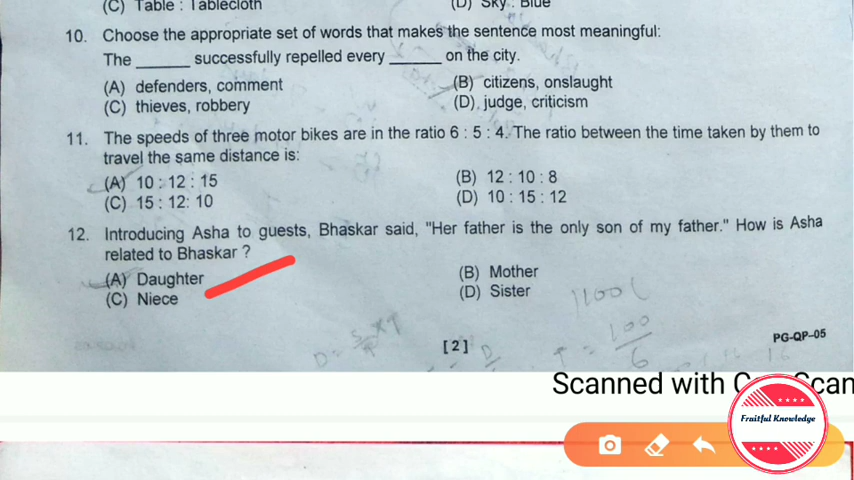 (C) Table : Tablecloth (D) Sky : Blue
10. Choose the appropriate set of words that makes the sentence most meaningful:
The ______ successfully repelled every ______ on the city.
(A) defenders, comment (B) citizens, onslaught
(C) thieves, robbery (D) judge, criticism
11. The speeds of three motor bikes are in the ratio 6 : 5 : 4. The ratio between the time taken by them to
travel the same distance is:
(A) 10 : 12 : 15 (B) 12 : 10 : 8
(C) 15 : 12: 10 (D) 10 : 15 : 12
12. Introducing Asha to guests, Bhaskar said, "Her father is the only son of my father." How is Asha
related to Bhaskar ?
(A) Daughter (B) Mother
(C) Niece (D) Sister
1100
100
6
[ 2 ]
PG-QP-05
Scanned with
Fruitful Knowledge